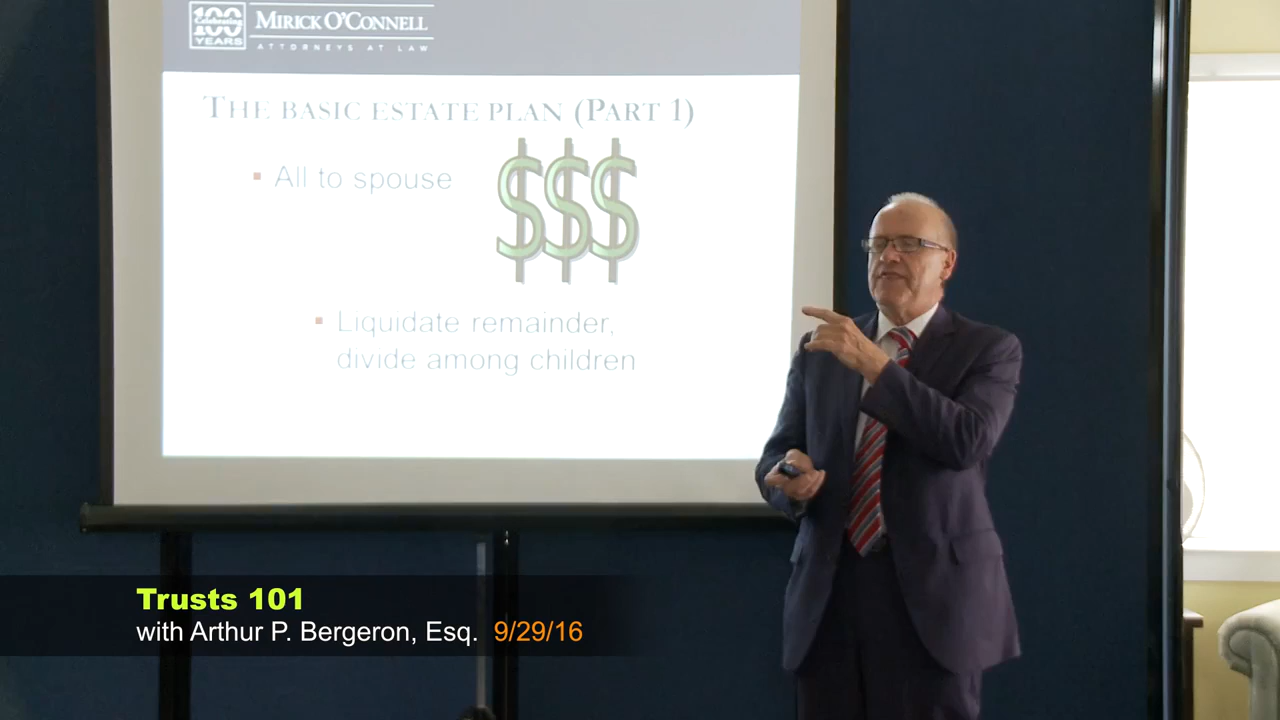 Celebrating
100
YEARS
MIRICK O'CONNELL
ATTORNEYS AT LAW
THE BASIC ESTATE PLAN (PART 1)
▪ All to spouse
$$$
▪ Liquidate remainder,
divide among children
Trusts 101
with Arthur P. Bergeron, Esq. 9/29/16